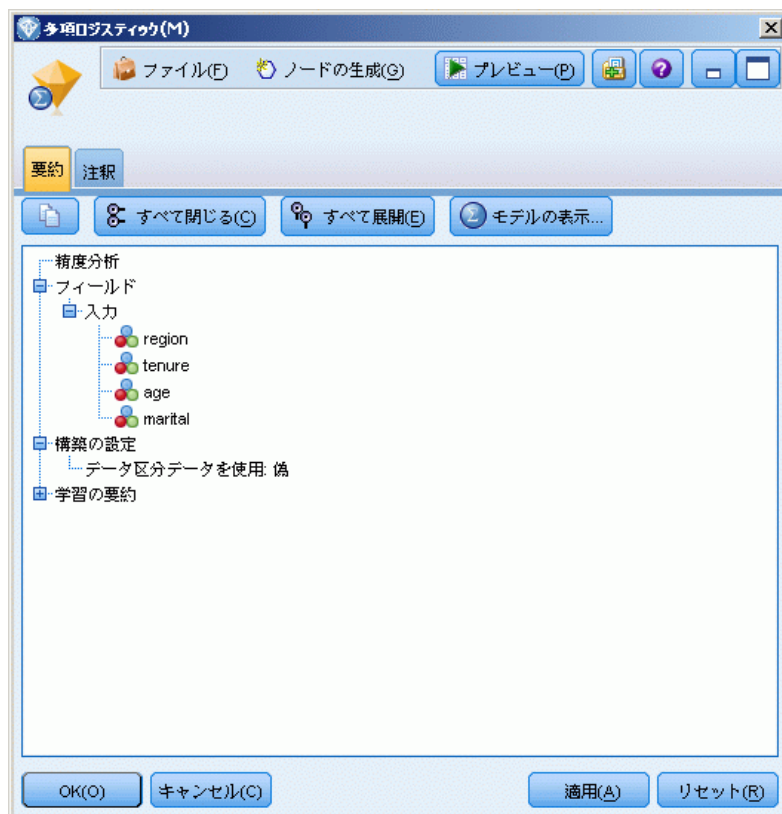 多項ロジスティック(M)
ファイル(F) ノードの生成(G) プレビュー(P)
要約 注釈
すべて閉じる(C) すべて展開(E) モデルの表示...
精度分析
フィールド
入力
region
tenure
age
marital
構築の設定
データ区分データを使用: 偽
学習の要約
OK(O) キャンセル(C) 適用(A) リセット(R)